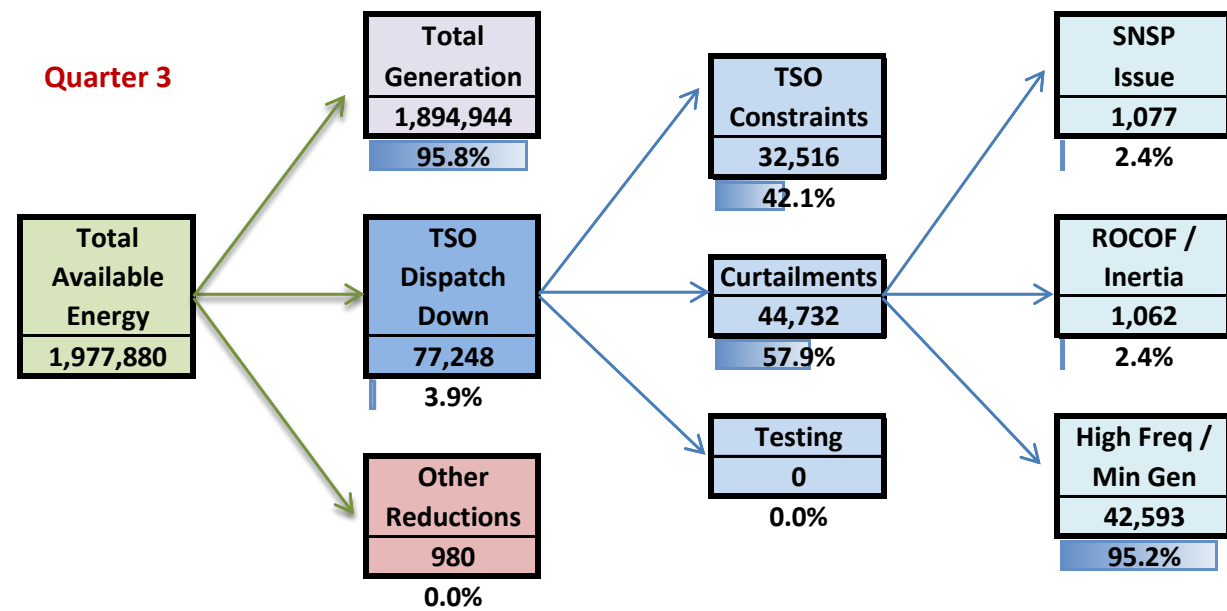 Quarter 3
Total
Available
Energy
1,977,880
Total
Generation
1,894,944
95.8%
TSO
Dispatch
Down
77,248
3.9%
Other
Reductions
980
0.0%
TSO
Constraints
32,516
42.1%
Curtailments
44,732
57.9%
Testing
0
0.0%
SNSP
Issue
1,077
2.4%
ROCOF /
Inertia
1,062
2.4%
High Freq /
Min Gen
42,593
95.2%